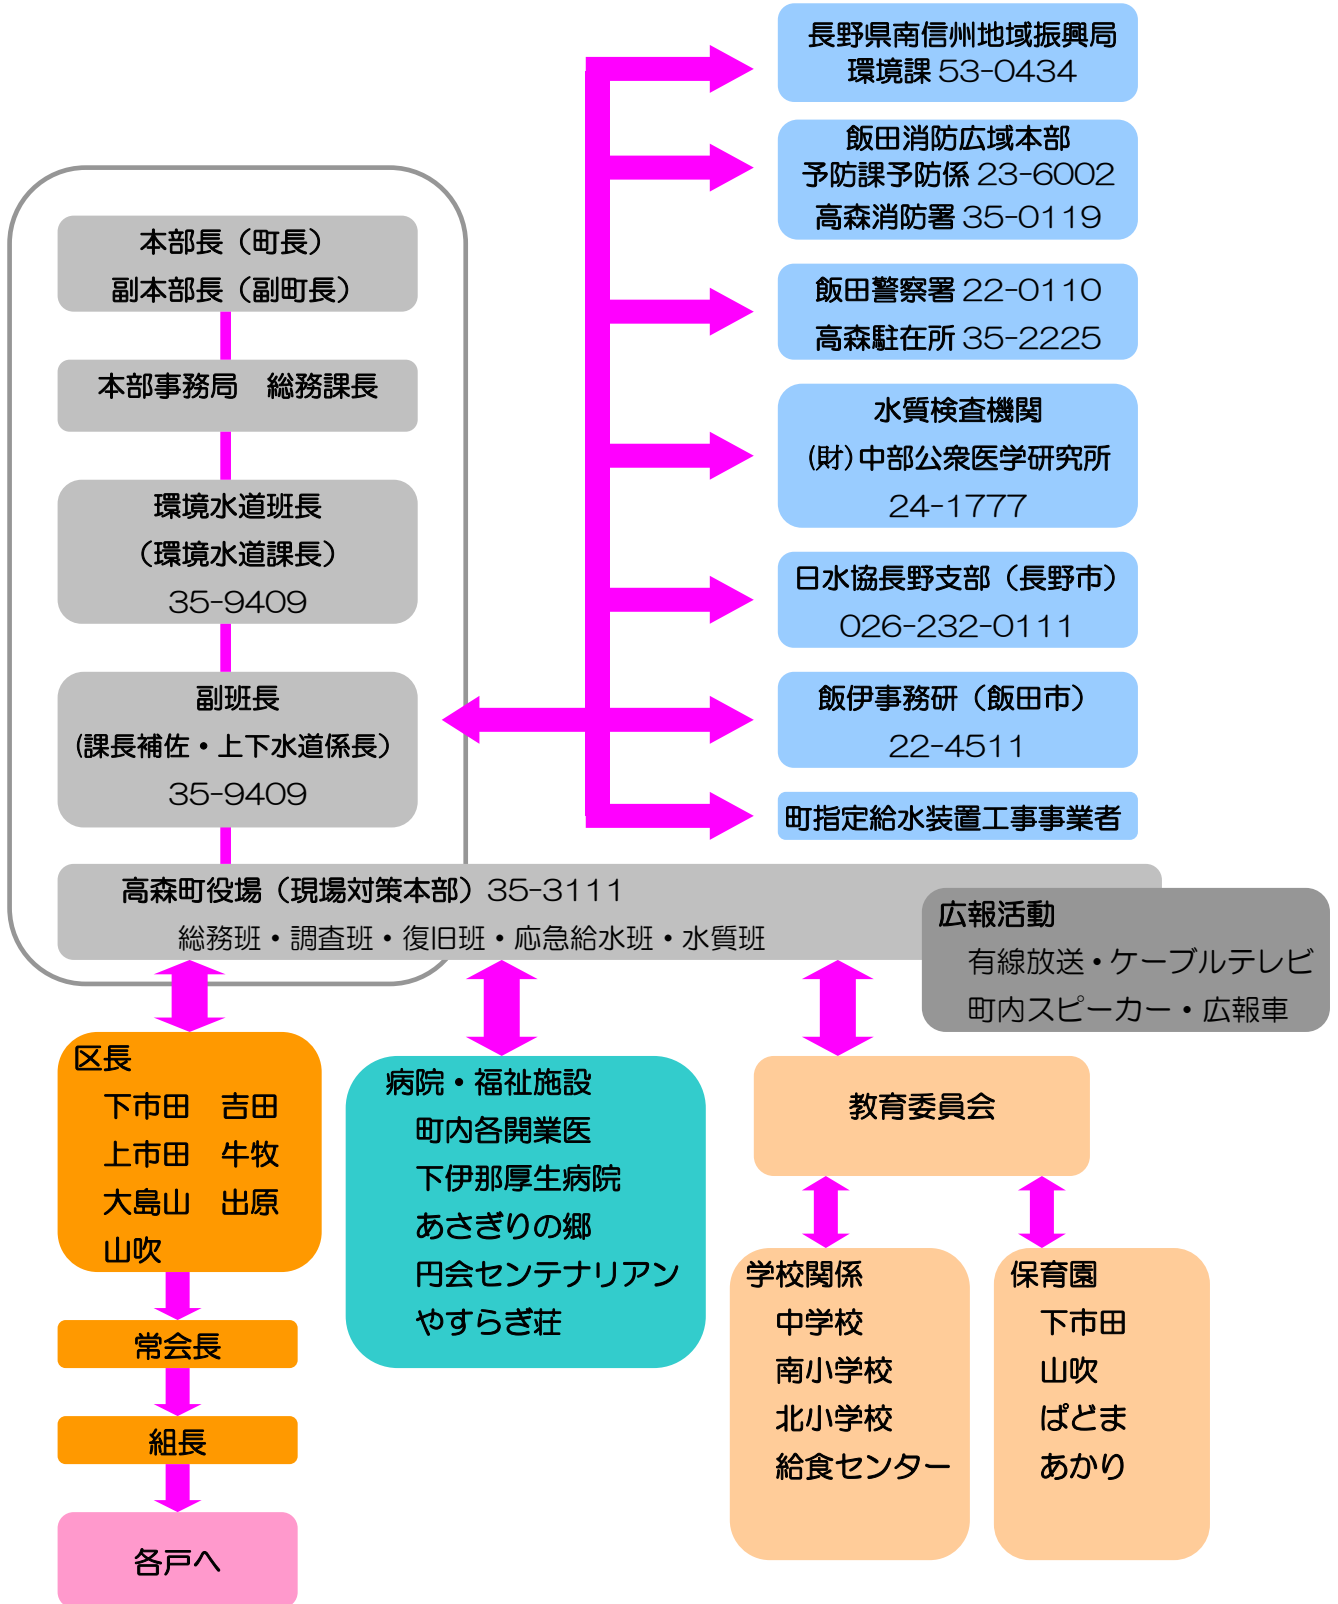 長野県南信州地域振興局
環境課 53-0434
飯田消防広域本部
予防課予防係 23-6002
高森消防署 35-0119
飯田警察署 22-0110
高森駐在所 35-2225
水質検査機関
(財)中部公衆医学研究所
24-1777
日水協長野支部（長野市）
026-232-0111
飯伊事務研（飯田市）
22-4511
町指定給水装置工事事業者
本部長（町長）
副本部長（副町長）
本部事務局　総務課長
環境水道班長
（環境水道課長）
35-9409
副班長
(課長補佐・上下水道係長）
35-9409
高森町役場（現場対策本部）35-3111
総務班・調査班・復旧班・応急給水班・水質班
広報活動
有線放送・ケーブルテレビ
町内スピーカー・広報車
区長
下市田　吉田
上市田　牛牧
大島山　出原
山吹
常会長
組長
各戸へ
病院・福祉施設
町内各開業医
下伊那厚生病院
あさぎりの郷
円会センテナリアン
やすらぎ荘
教育委員会
学校関係
中学校
南小学校
北小学校
給食センター
保育園
下市田
山吹
ぱどま
あかり